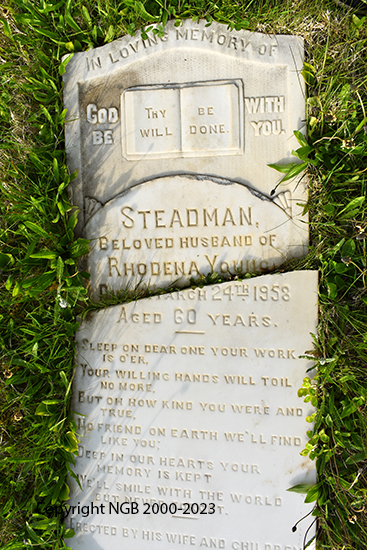 IN LOVING MEMORY OF
GOD BE
THY WILL
BE DONE.
WITH YOU.
STEADMAN,
BELOVED HUSBAND OF
RHODENA YOUNG
MARCH 24TH 1958
AGED 60 YEARS.
SLEEP ON DEAR ONE YOUR WORK
IS O'ER,
YOUR WILLING HANDS WILL TOIL
NO MORE,
BUT OH HOW KIND YOU WERE AND
TRUE,
NO FRIEND ON EARTH WE'LL FIND
LIKE YOU;
DEEP IN OUR HEARTS YOUR
MEMORY IS KEPT
WE'LL SMILE WITH THE WORLD
BUT NEVER
ERECTED BY HIS WIFE AND CHILDREN
Copyright NGB 2000-2023